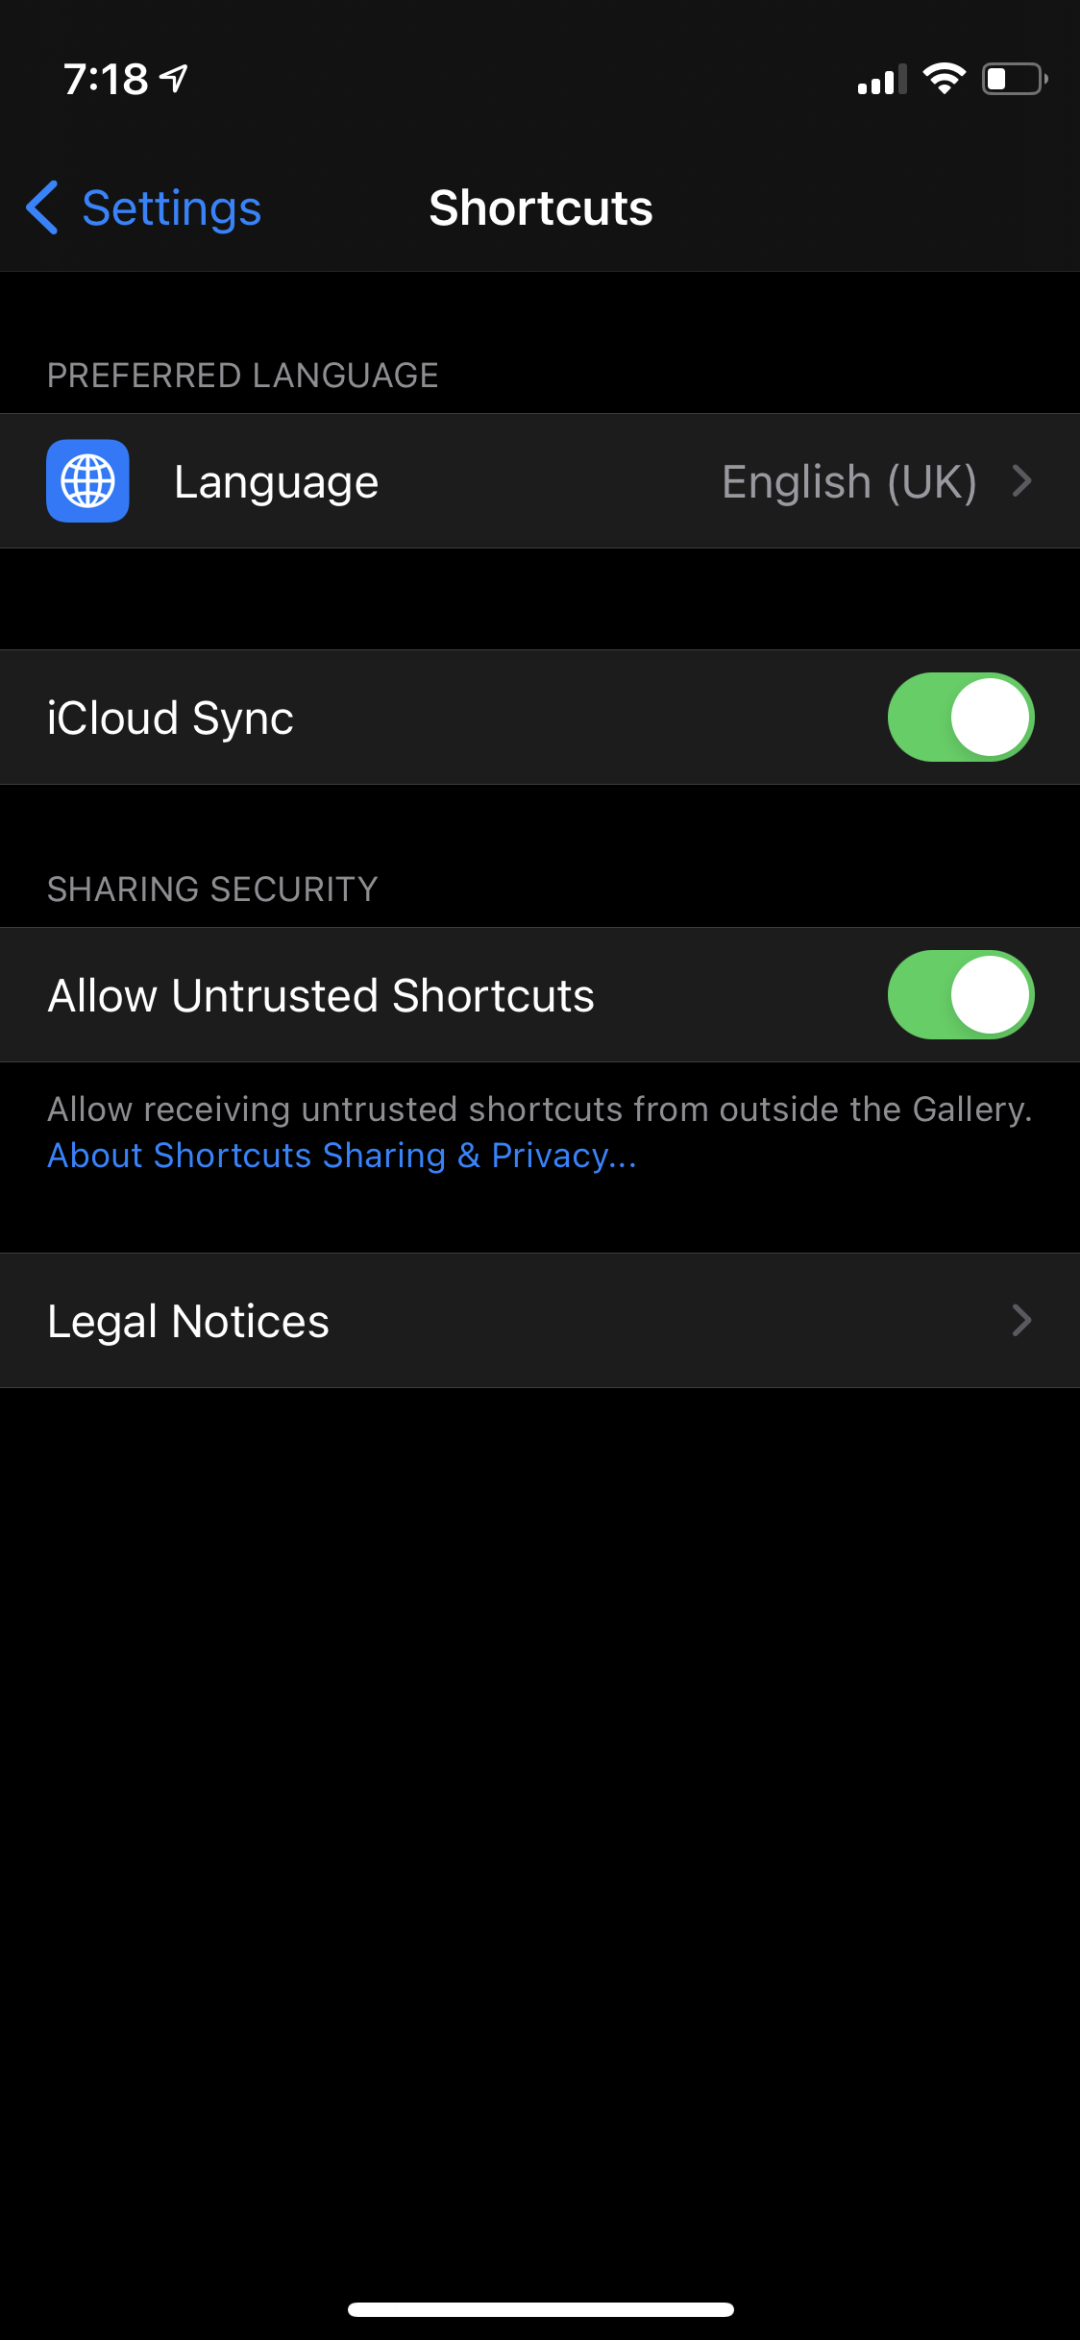 7:18
Settings
Shortcuts
PREFERRED LANGUAGE
Language
English (UK)
iCloud Sync
SHARING SECURITY
Allow Untrusted Shortcuts
Allow receiving untrusted shortcuts from outside the Gallery.
About Shortcuts Sharing & Privacy...
Legal Notices